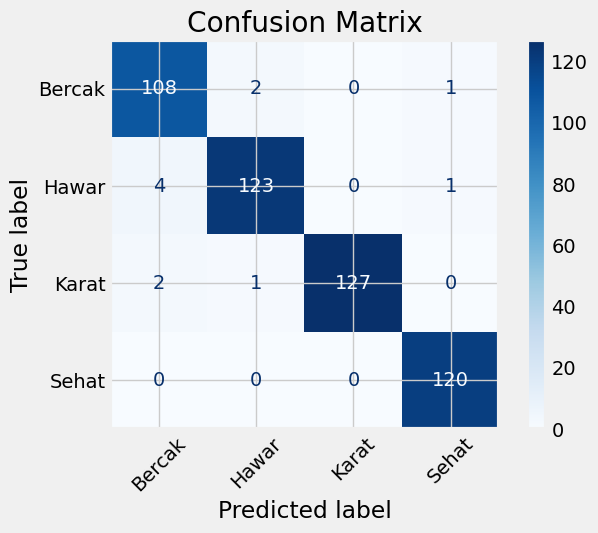 Confusion Matrix
Bercak 108 2 0 1
Hawar 4 123 0 1
Karat 2 1 127 0
Sehat 0 0 0 120
Bercak Hawar Karat Sehat
Predicted label
True label
120
100
80
60
40
20
0